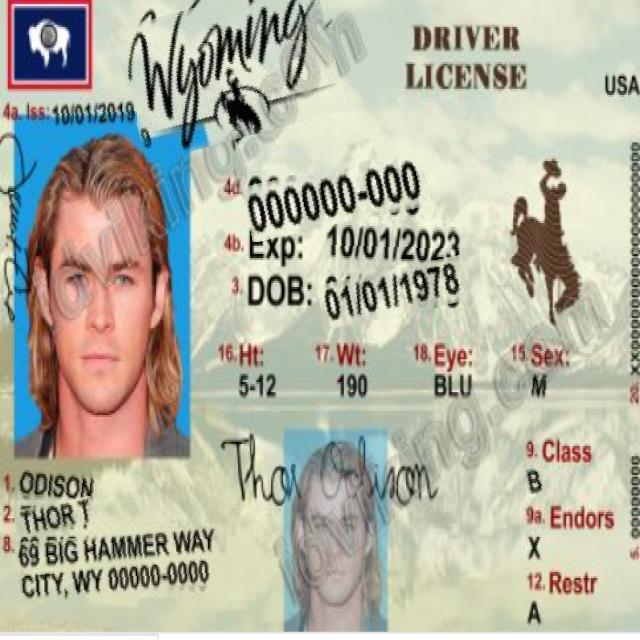 Wyoming
DRIVER
LICENSE
USA
4a. Iss: 10/01/2019
4d. 000000-000
4b. Exp: 10/01/2023
3. DOB: 01/01/1978
16. Ht: 17. Wt: 18. Eye: 15 Sex:
5-12 190 BLU M
Thor Odison
1. ODISON
2. THOR T
8. 69 BIG HAMMER WAY
CITY, WY 00000-0000
9. Class
B
9a. Endors
X
12. Restr
A